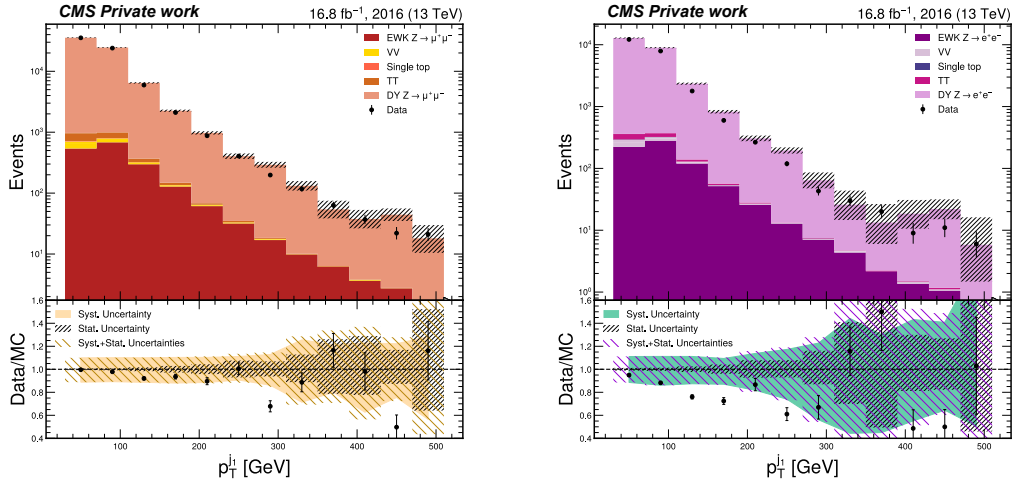 CMS Private work
16.8 fb⁻¹, 2016 (13 TeV)
EWK Z → μ⁺μ⁻
VV
Single top
TT
DY Z → μ⁺μ⁻
Data
Events
10⁴
10³
10²
10¹
Syst. Uncertainty
Stat. Uncertainty
Syst.+Stat. Uncertainties
Data/MC
1.6
1.4
1.2
1.0
0.8
0.6
0.4
100
200
300
400
500
p_T^{j₁} [GeV]
CMS Private work
16.8 fb⁻¹, 2016 (13 TeV)
EWK Z → e⁺e⁻
VV
Single top
TT
DY Z → e⁺e⁻
Data
Events
10⁴
10³
10²
10¹
10⁰
Syst. Uncertainty
Stat. Uncertainty
Syst.+Stat. Uncertainties
Data/MC
1.6
1.4
1.2
1.0
0.8
0.6
0.4
100
200
300
400
500
p_T^{j₁} [GeV]